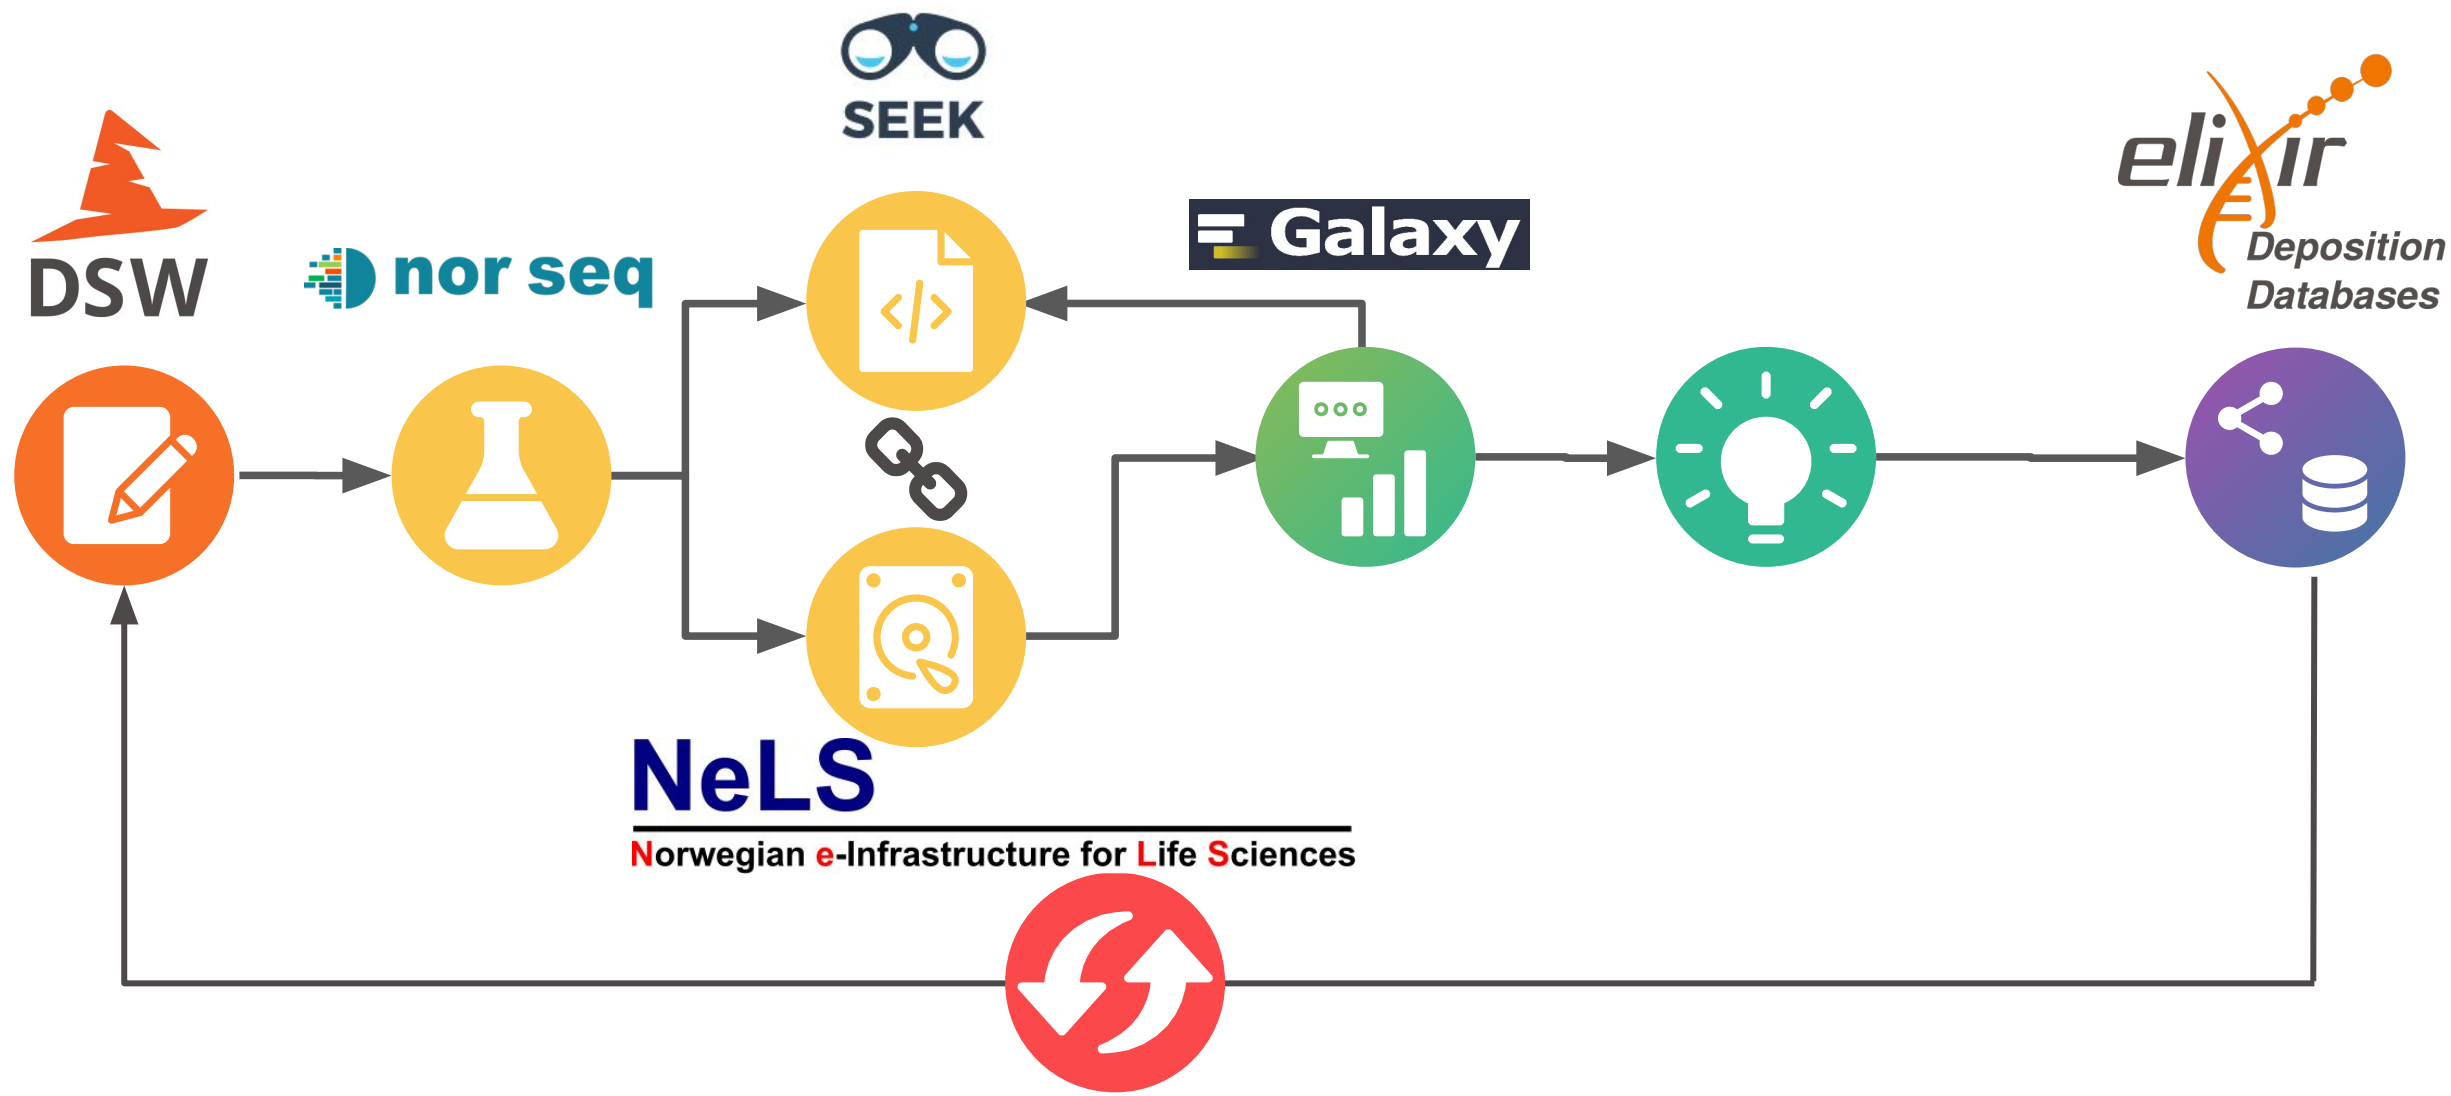 SEEK
DSW
nor seq
Galaxy
elixir
Deposition
Databases
</>
NeLS
Norwegian e-Infrastructure for Life Sciences